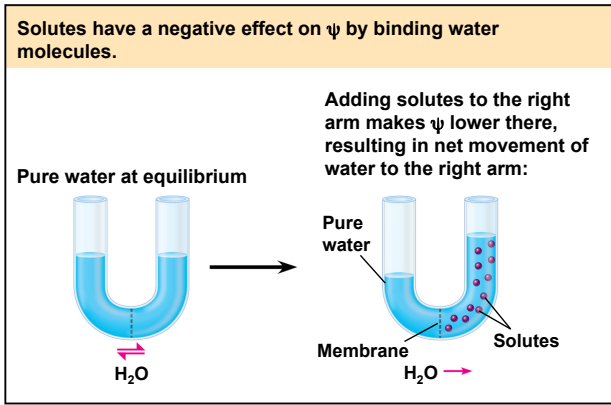 Solutes have a negative effect on ψ by binding water
molecules.
Pure water at equilibrium
H₂O
Adding solutes to the right
arm makes ψ lower there,
resulting in net movement of
water to the right arm:
Pure
water
Membrane
Solutes
H₂O